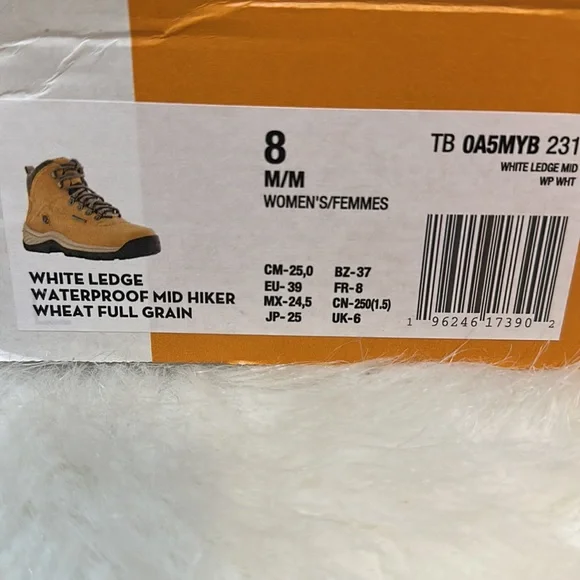 8
M/M
WOMEN'S/FEMMES
TB 0A5MYB 231
WHITE LEDGE MID
WP WHT
WHITE LEDGE
WATERPROOF MID HIKER
WHEAT FULL GRAIN
CM-25,0 BZ-37
EU-39 FR-8
MX-24,5 CN-250(1.5)
JP-25 UK-6
1 96246 17390 2